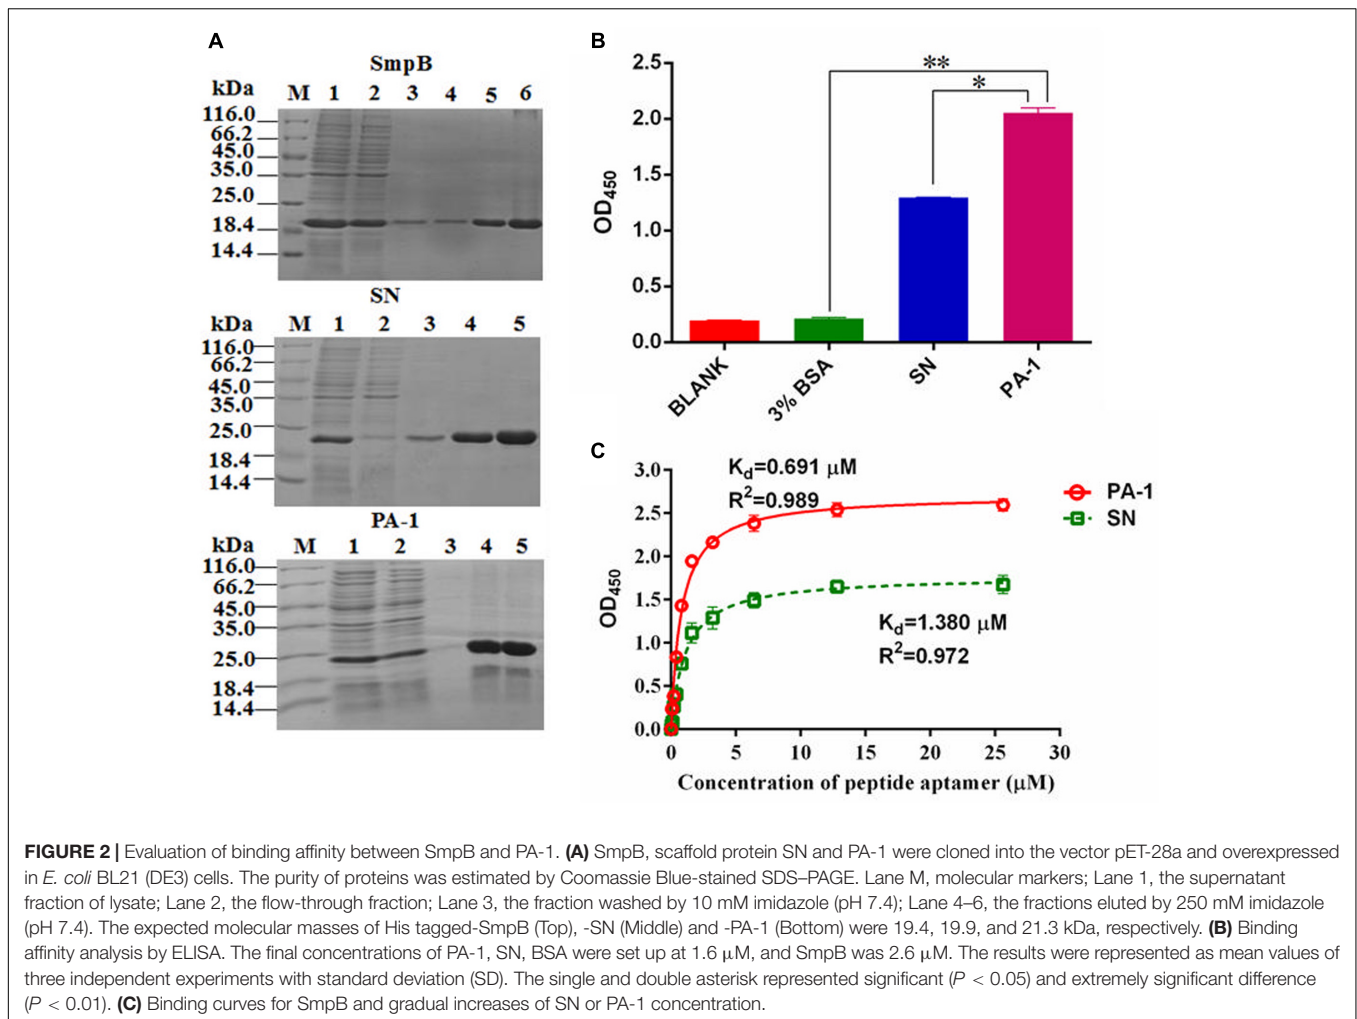 A
SmpB
kDa M 1 2 3 4 5 6
116.0
66.2
45.0
35.0
25.0
18.4
14.4
SN
kDa M 1 2 3 4 5
116.0
66.2
45.0
35.0
25.0
18.4
14.4
PA-1
kDa M 1 2 3 4 5
116.0
66.2
45.0
35.0
25.0
18.4
14.4
B
2.5
2.0
1.5
1.0
0.5
0.0
OD450
**
*
BLANK
3% BSA
SN
PA-1
C
3.0
2.5
2.0
1.5
1.0
0.5
0.0
OD450
Kd=0.691 μM
R²=0.989
Kd=1.380 μM
R²=0.972
PA-1
SN
0 5 10 15 20 25 30
Concentration of peptide aptamer (μM)
FIGURE 2 | Evaluation of binding affinity between SmpB and PA-1. (A) SmpB, scaffold protein SN and PA-1 were cloned into the vector pET-28a and overexpressed
in E. coli BL21 (DE3) cells. The purity of proteins was estimated by Coomassie Blue-stained SDS–PAGE. Lane M, molecular markers; Lane 1, the supernatant
fraction of lysate; Lane 2, the flow-through fraction; Lane 3, the fraction washed by 10 mM imidazole (pH 7.4); Lane 4–6, the fractions eluted by 250 mM imidazole
(pH 7.4). The expected molecular masses of His tagged-SmpB (Top), -SN (Middle) and -PA-1 (Bottom) were 19.4, 19.9, and 21.3 kDa, respectively. (B) Binding
affinity analysis by ELISA. The final concentrations of PA-1, SN, BSA were set up at 1.6 μM, and SmpB was 2.6 μM. The results were represented as mean values of
three independent experiments with standard deviation (SD). The single and double asterisk represented significant (P < 0.05) and extremely significant difference
(P < 0.01). (C) Binding curves for SmpB and gradual increases of SN or PA-1 concentration.